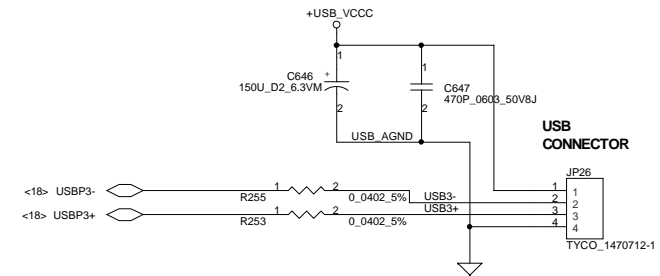 +USB_VCCC
1
1
C646
+
150U_D2_6.3VM
C647
470P_0603_50V8J
2
2
USB_AGND
USB
CONNECTOR
JP26
<18> USBP3-
R255
1
2
0_0402_5%
USB3-
<18> USBP3+
R253
1
2
0_0402_5%
USB3+
1
2
3
4
1
2
3
4
TYCO_1470712-1